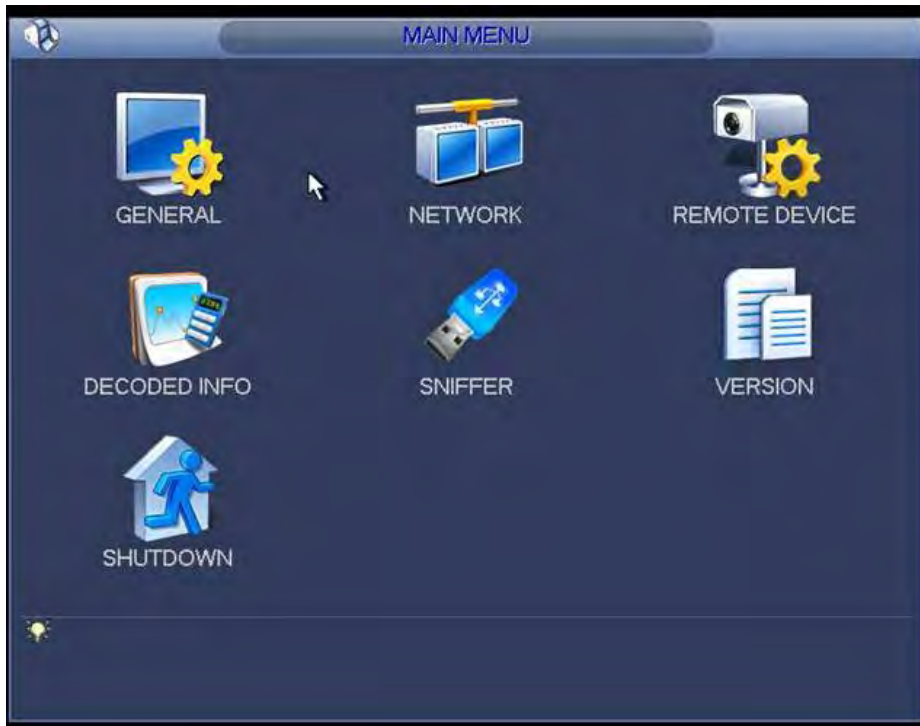 MAIN MENU
GENERAL
NETWORK
REMOTE DEVICE
DECODED INFO
SNIFFER
VERSION
SHUTDOWN